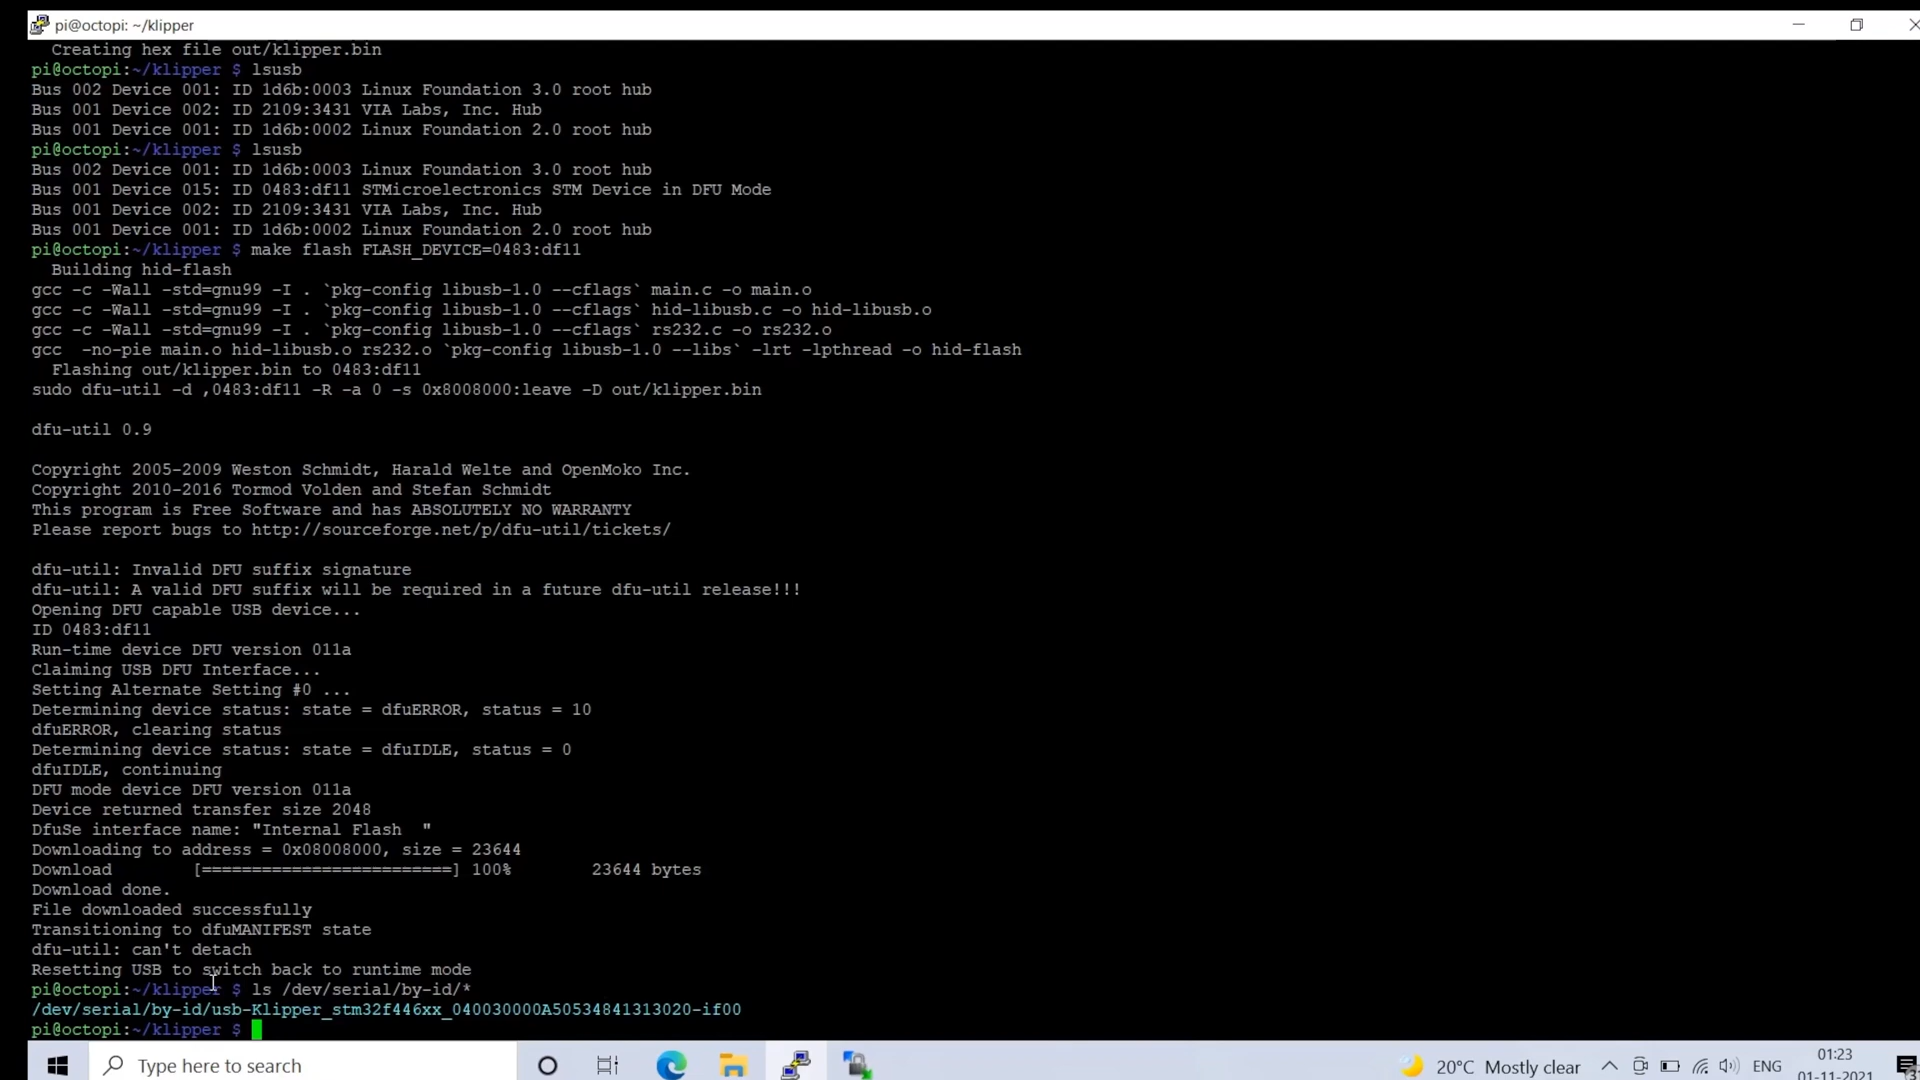 pi@octopi: ~/klipper
Creating hex file out/klipper.bin
pi@octopi:~/klipper $ lsusb
Bus 002 Device 001: ID 1d6b:0003 Linux Foundation 3.0 root hub
Bus 001 Device 002: ID 2109:3431 VIA Labs, Inc. Hub
Bus 001 Device 001: ID 1d6b:0002 Linux Foundation 2.0 root hub
pi@octopi:~/klipper $ lsusb
Bus 002 Device 001: ID 1d6b:0003 Linux Foundation 3.0 root hub
Bus 001 Device 015: ID 0483:df11 STMicroelectronics STM Device in DFU Mode
Bus 001 Device 002: ID 2109:3431 VIA Labs, Inc. Hub
Bus 001 Device 001: ID 1d6b:0002 Linux Foundation 2.0 root hub
pi@octopi:~/klipper $ make flash FLASH_DEVICE=0483:df11
Building hid-flash
gcc -c -Wall -std=gnu99 -I . `pkg-config libusb-1.0 --cflags` main.c -o main.o
gcc -c -Wall -std=gnu99 -I . `pkg-config libusb-1.0 --cflags` hid-libusb.c -o hid-libusb.o
gcc -c -Wall -std=gnu99 -I . `pkg-config libusb-1.0 --cflags` rs232.c -o rs232.o
gcc  -no-pie main.o hid-libusb.o rs232.o `pkg-config libusb-1.0 --libs` -lrt -lpthread -o hid-flash
Flashing out/klipper.bin to 0483:df11
sudo dfu-util -d ,0483:df11 -R -a 0 -s 0x8008000:leave -D out/klipper.bin
dfu-util 0.9
Copyright 2005-2009 Weston Schmidt, Harald Welte and OpenMoko Inc.
Copyright 2010-2016 Tormod Volden and Stefan Schmidt
This program is Free Software and has ABSOLUTELY NO WARRANTY
Please report bugs to http://sourceforge.net/p/dfu-util/tickets/
dfu-util: Invalid DFU suffix signature
dfu-util: A valid DFU suffix will be required in a future dfu-util release!!!
Opening DFU capable USB device...
ID 0483:df11
Run-time device DFU version 011a
Claiming USB DFU Interface...
Setting Alternate Setting #0 ...
Determining device status: state = dfuERROR, status = 10
dfuERROR, clearing status
Determining device status: state = dfuIDLE, status = 0
dfuIDLE, continuing
DFU mode device DFU version 011a
Device returned transfer size 2048
DfuSe interface name: "Internal Flash  "
Downloading to address = 0x08008000, size = 23644
Download        [=========================] 100%        23644 bytes
Download done.
File downloaded successfully
Transitioning to dfuMANIFEST state
dfu-util: can't detach
Resetting USB to switch back to runtime mode
pi@octopi:~/klipper $ ls /dev/serial/by-id/*
/dev/serial/by-id/usb-Klipper_stm32f446xx_040030000A50534841313020-if00
pi@octopi:~/klipper $
Type here to search
20°C Mostly clear
ENG
01:23
01-11-2021